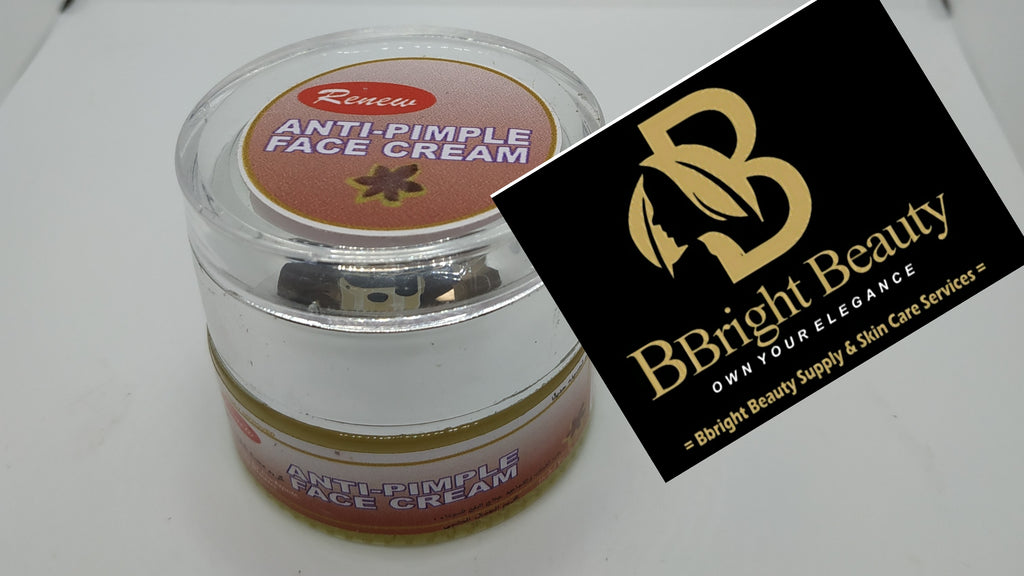 Renew
ANTI-PIMPLE
FACE CREAM
ANTI-PIMPLE
FACE CREAM
B
BBright Beauty
OWN YOUR ELEGANCE
= Bbright Beauty Supply & Skin Care Services =